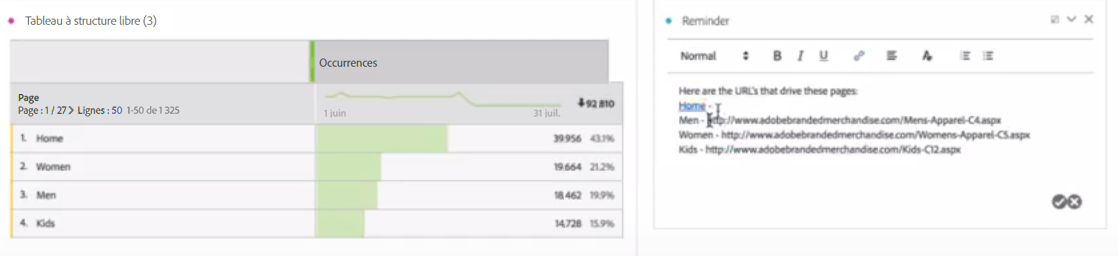 Tableau à structure libre (3)
Occurrences
Page
Page : 1 / 27 > Lignes : 50 1-50 de 1 325
1 juin
31 juil.
92 810
1. Home 39 956 43.1%
2. Women 19.664 21.2%
3. Men 18 462 19.9%
4. Kids 14.728 15.9%
Reminder
Normal B I U A
Here are the URL's that drive these pages:
Home -
Men - http://www.adobebrandedmerchandise.com/Mens-Apparel-C4.aspx
Women - http://www.adobebrandedmerchandise.com/Womens-Apparel-C5.aspx
Kids - http://www.adobebrandedmerchandise.com/Kids-C12.aspx